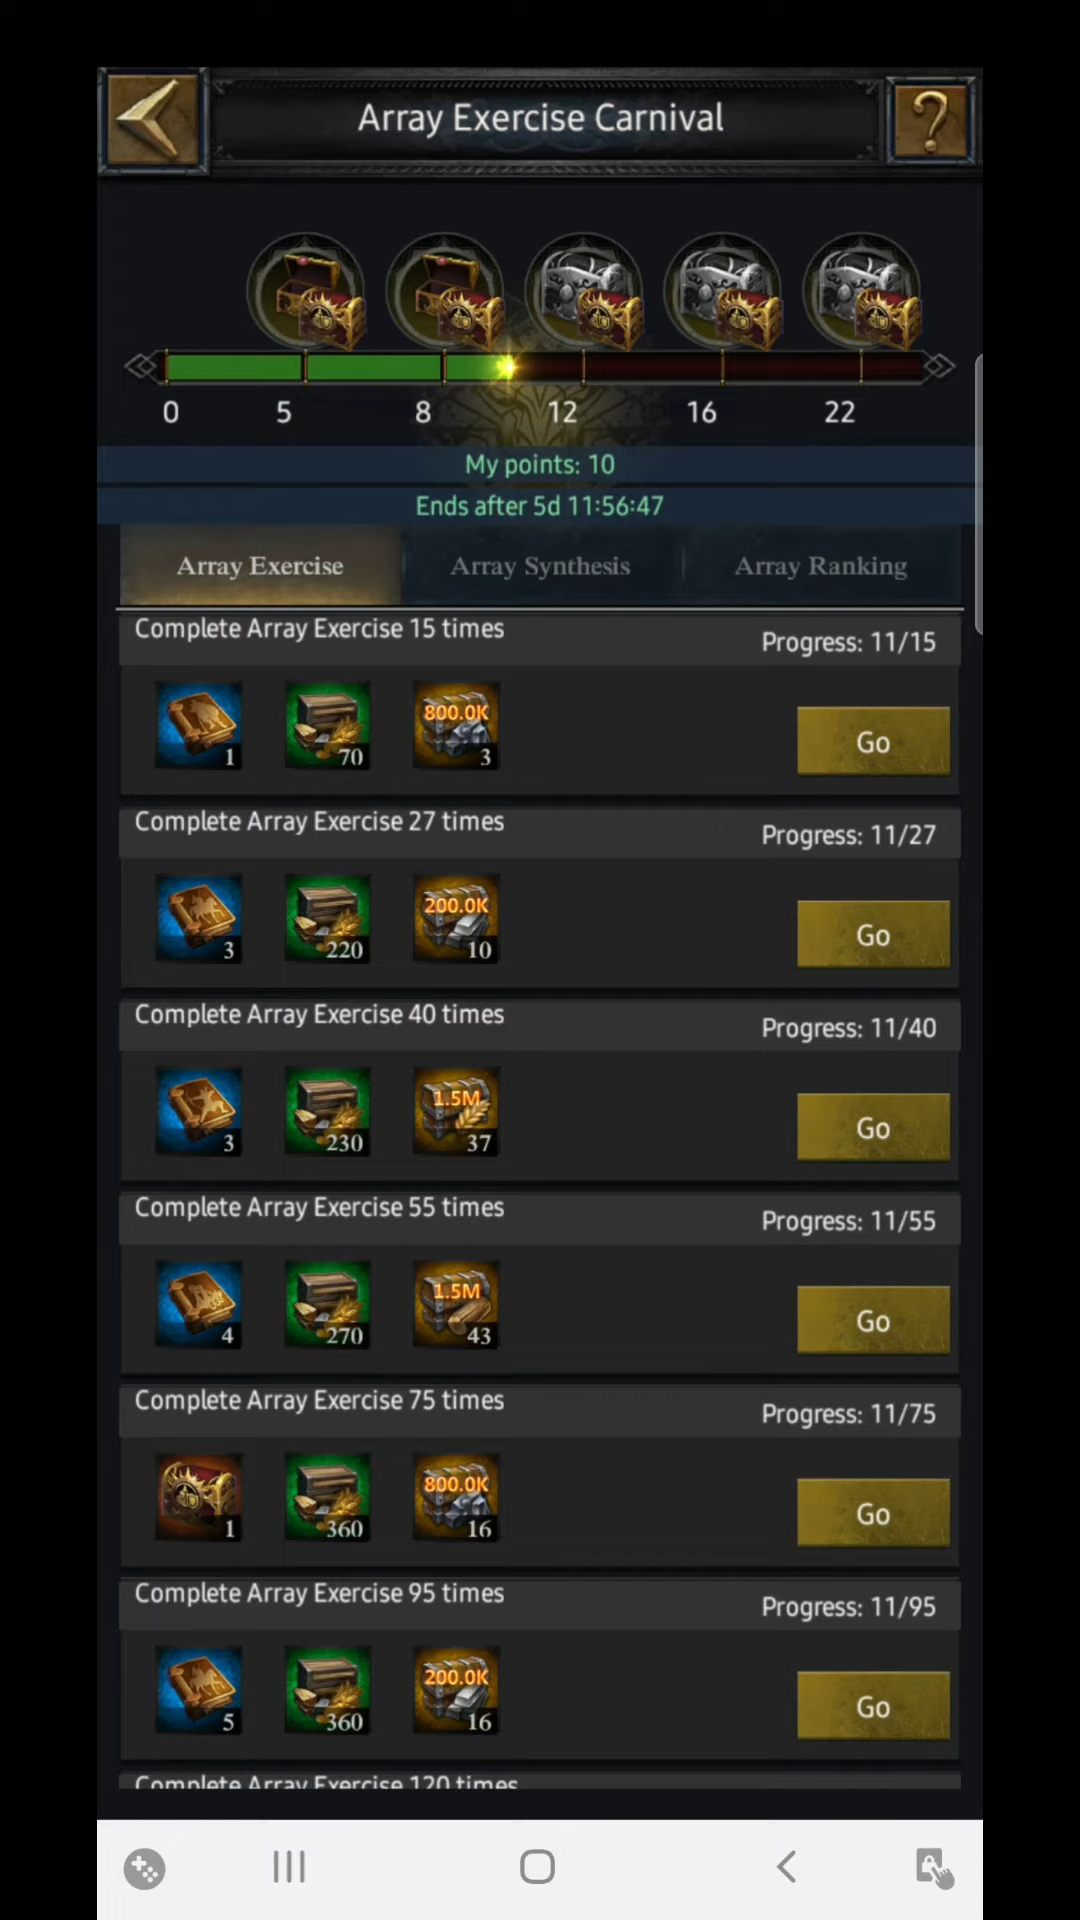 Array Exercise Carnival
0 5 8 12 16 22
My points: 10
Ends after 5d 11:56:47
Array Exercise Array Synthesis Array Ranking
Complete Array Exercise 15 times
Progress: 11/15
1 70 800.0K 3
Go
Complete Array Exercise 27 times
Progress: 11/27
3 220 200.0K 10
Go
Complete Array Exercise 40 times
Progress: 11/40
3 230 1.5M 37
Go
Complete Array Exercise 55 times
Progress: 11/55
4 270 1.5M 43
Go
Complete Array Exercise 75 times
Progress: 11/75
1 360 800.0K 16
Go
Complete Array Exercise 95 times
Progress: 11/95
5 360 200.0K 16
Go
Complete Array Exercise 120 times